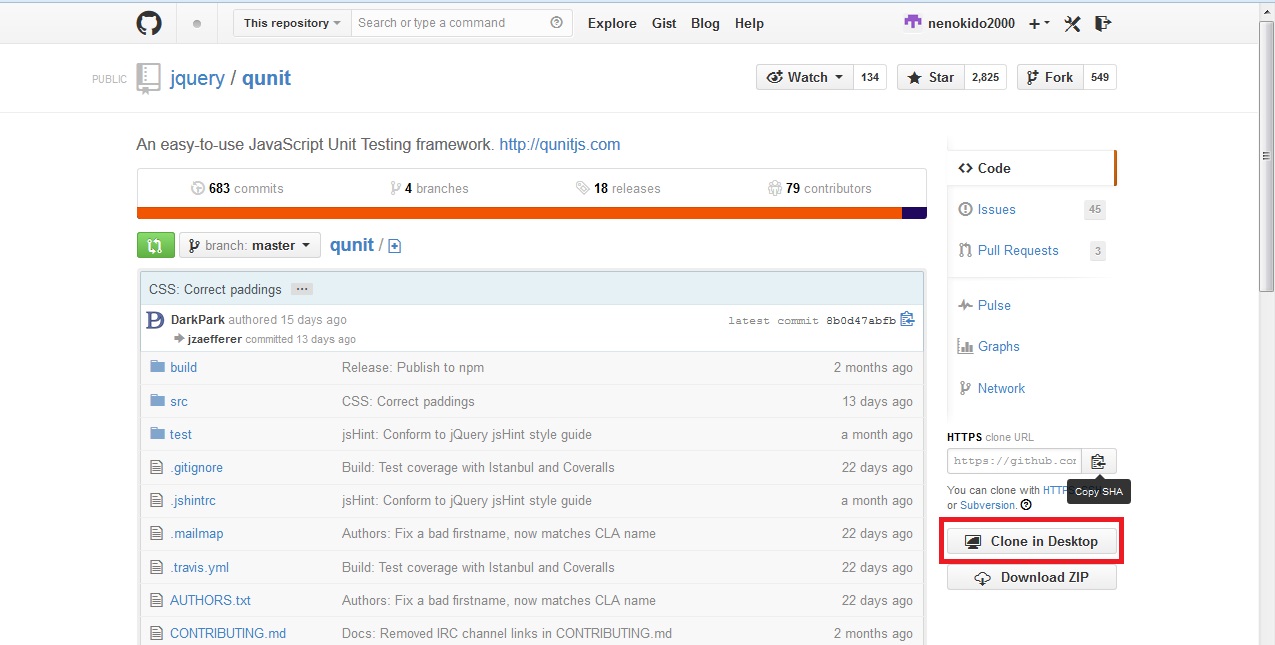 This repository Search or type a command Explore Gist Blog Help nenokido2000
PUBLIC jquery / qunit Watch 134 Star 2,825 Fork 549
An easy-to-use JavaScript Unit Testing framework. http://qunitjs.com
683 commits 4 branches 18 releases 79 contributors
branch: master qunit /
CSS: Correct paddings ...
DarkPark authored 15 days ago latest commit 8b0d47abfb
jzaefferer committed 13 days ago
build Release: Publish to npm 2 months ago
src CSS: Correct paddings 13 days ago
test jsHint: Conform to jQuery jsHint style guide a month ago
.gitignore Build: Test coverage with Istanbul and Coveralls 22 days ago
.jshintrc jsHint: Conform to jQuery jsHint style guide a month ago
.mailmap Authors: Fix a bad firstname, now matches CLA name 22 days ago
.travis.yml Build: Test coverage with Istanbul and Coveralls 22 days ago
AUTHORS.txt Authors: Fix a bad firstname, now matches CLA name 22 days ago
CONTRIBUTING.md Docs: Removed IRC channel links in CONTRIBUTING.md 2 months ago
Code
Issues 45
Pull Requests 3
Pulse
Graphs
Network
HTTPS clone URL
https://github.com
You can clone with
Copy SHA
or Subversion.
Clone in Desktop
Download ZIP